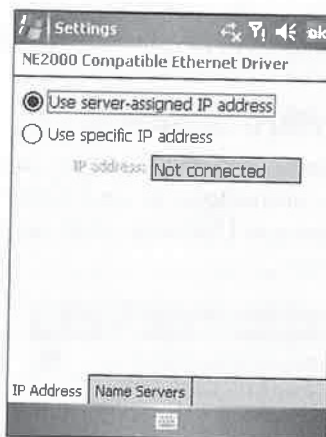 Settings
ok
NE2000 Compatible Ethernet Driver
Use server-assigned IP address
Use specific IP address
IP address: Not connected
IP Address Name Servers